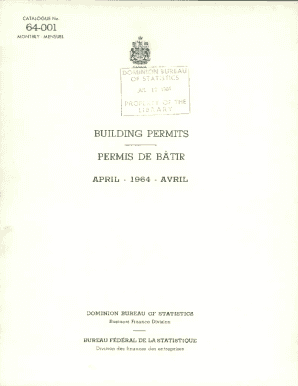 CATALOGUE No.
64-001
MONTHLY - MENSUEL
DOMINION BUREAU
OF STATISTICS
PROPERTY OF THE
LIBRARY
BUILDING PERMITS
PERMIS DE BÂTIR
APRIL - 1964 - AVRIL
DOMINION BUREAU OF STATISTICS
Business Finance Division
BUREAU FÉDÉRAL DE LA STATISTIQUE
Division des finances des entreprises